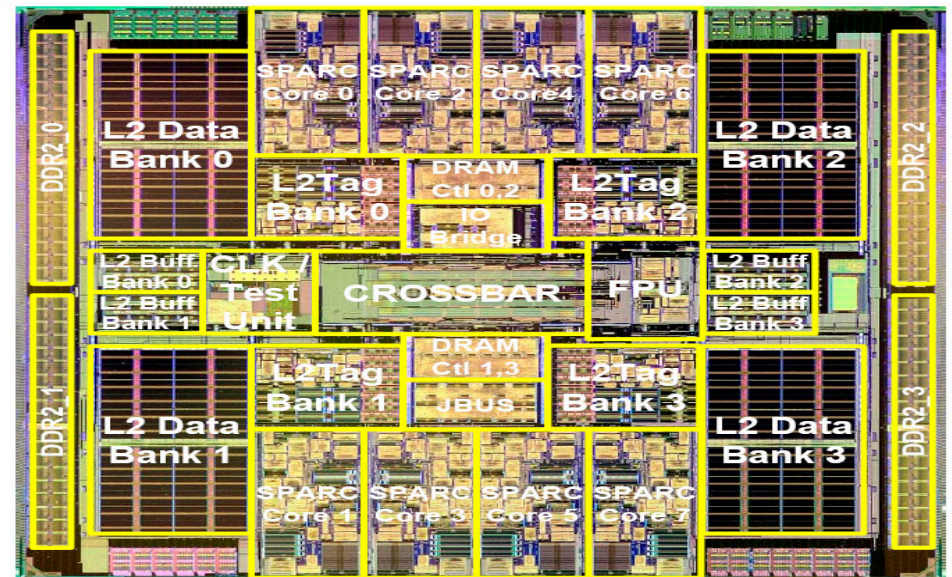 SPARC
Core 0
SPARC
Core 2
SPARC
Core4
SPARC
Core 6
DDR2_0
L2 Data
Bank 0
L2Tag
Bank 0
DRAM
Ctl 0,2
IO
Bridge
L2Tag
Bank 2
L2 Data
Bank 2
DDR2_2
L2 Buff
Bank 0
L2 Buff
Bank 1
CLK /
Test
Unit
CROSSBAR
FPU
L2 Buff
Bank 2
L2 Buff
Bank 3
DDR2_1
L2 Data
Bank 1
L2Tag
Bank 1
DRAM
Ctl 1,3
JBUS
L2Tag
Bank 3
L2 Data
Bank 3
DDR2_3
SPARC
Core 1
SPARC
Core 3
SPARC
Core 5
SPARC
Core 7